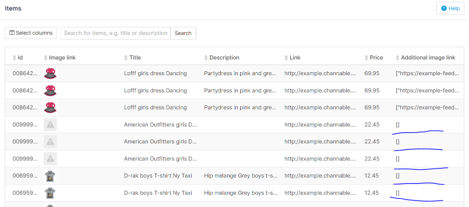 Items
Help
Select columns
Search for items, e.g. title or description
Search
Id Image link Title Description Link Price Additional image link
008642... Lofff girls dress Dancing Partydress in pink and gre... http://example.channable.... 69.95 ["https://example-feed...
008642... Lofff girls dress Dancing Partydress in pink and gre... http://example.channable.... 69.95 ["https://example-feed...
008642... Lofff girls dress Dancing Partydress in pink and gre... http://example.channable.... 69.95 ["https://example-feed...
009999... American Outfitters girls D... http://example.channable.... 22.45 []
009999... American Outfitters girls D... http://example.channable.... 22.45 []
009999... American Outfitters girls D... http://example.channable.... 22.45 []
006959... D-rak boys T-shirt Ny Taxi Hip melange Grey boys t-s... http://example.channable.... 12.45 []
006959... D-rak boys T-shirt Ny Taxi Hip melange Grey boys t-s... http://example.channable.... 12.45 []